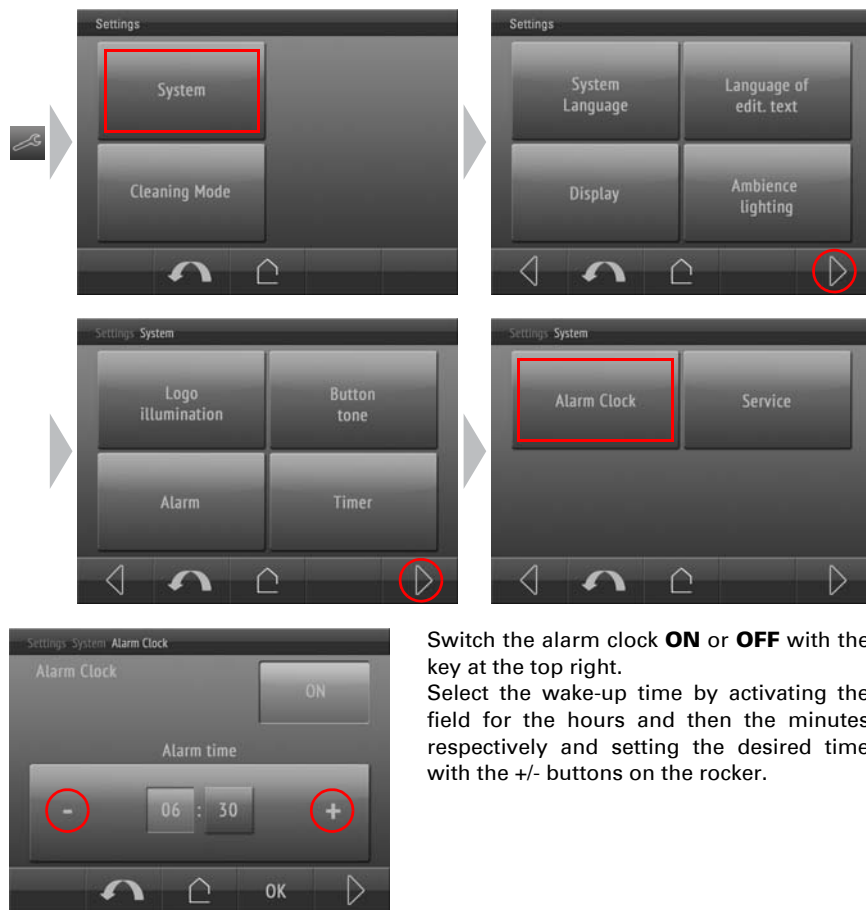 Settings
System
Cleaning Mode
Settings
System
Language
Language of
edit. text
Display
Ambience
lighting
Settings System
Logo
illumination
Button
tone
Alarm
Timer
Settings System
Alarm Clock
Service
Settings System Alarm Clock
Alarm Clock
ON
Alarm time
-
06 : 30
+
OK
Switch the alarm clock ON or OFF with the
key at the top right.
Select the wake-up time by activating the
field for the hours and then the minutes
respectively and setting the desired time
with the +/- buttons on the rocker.